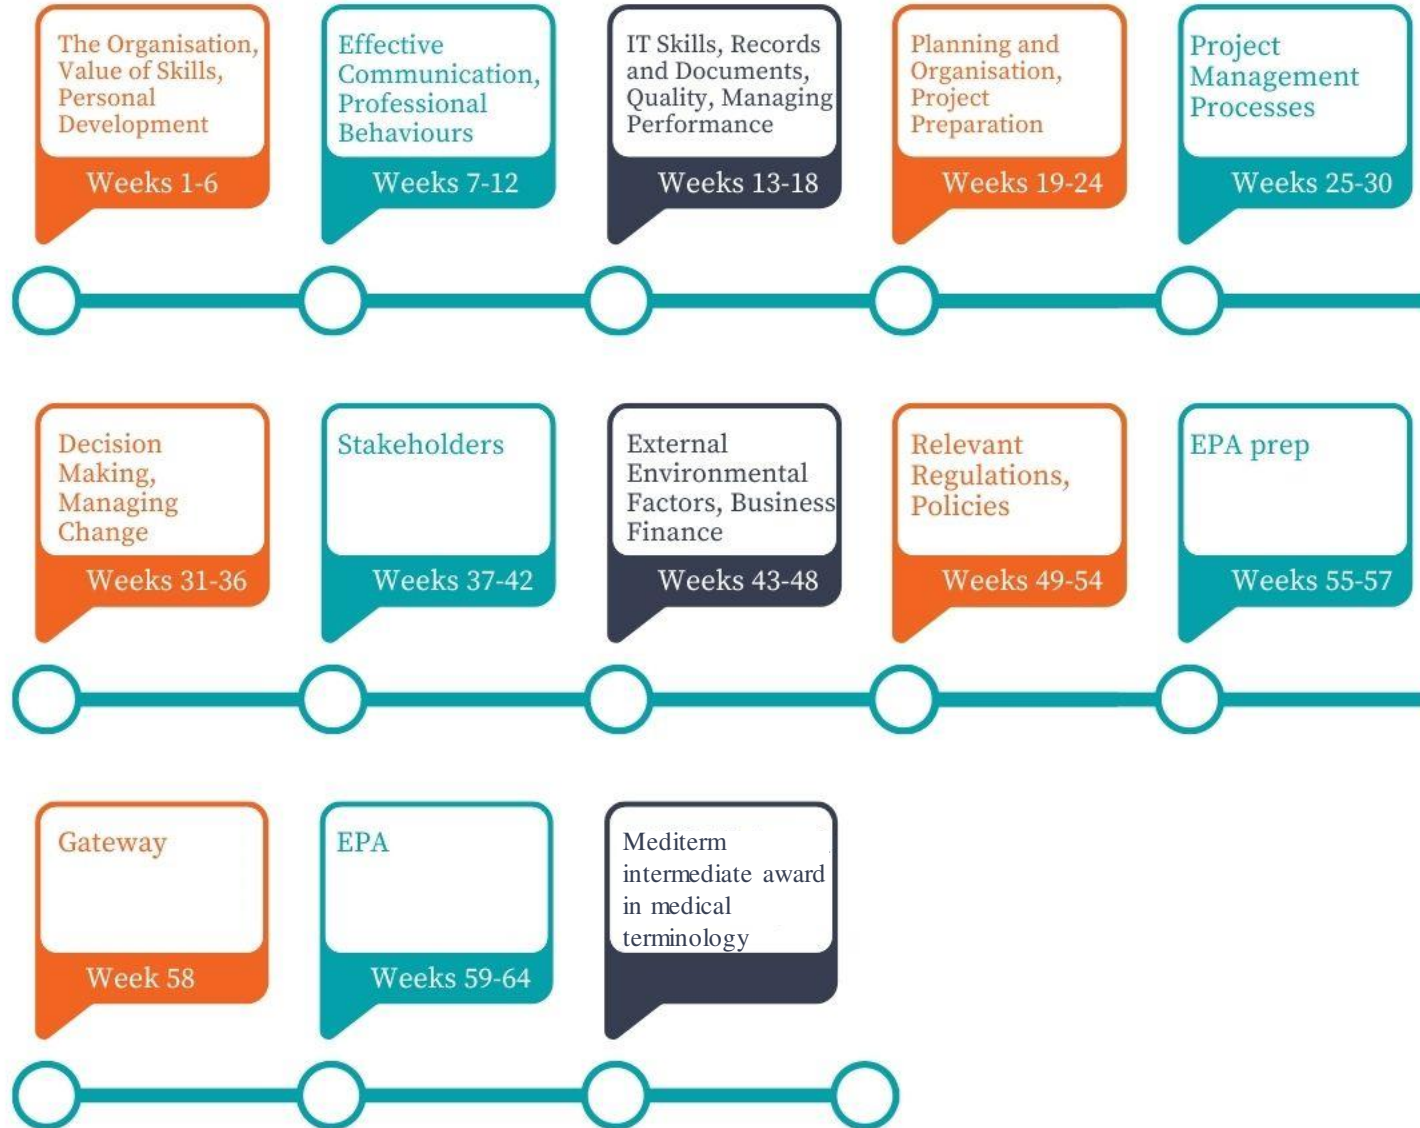 The Organisation,
Value of Skills,
Personal
Development
Weeks 1-6
Effective
Communication,
Professional
Behaviours
Weeks 7-12
IT Skills, Records
and Documents,
Quality, Managing
Performance
Weeks 13-18
Planning and
Organisation,
Project
Preparation
Weeks 19-24
Project
Management
Processes
Weeks 25-30
Decision
Making,
Managing
Change
Weeks 31-36
Stakeholders
Weeks 37-42
External
Environmental
Factors, Business
Finance
Weeks 43-48
Relevant
Regulations,
Policies
Weeks 49-54
EPA prep
Weeks 55-57
Gateway
Week 58
EPA
Weeks 59-64
Mediterm
intermediate award
in medical
terminology